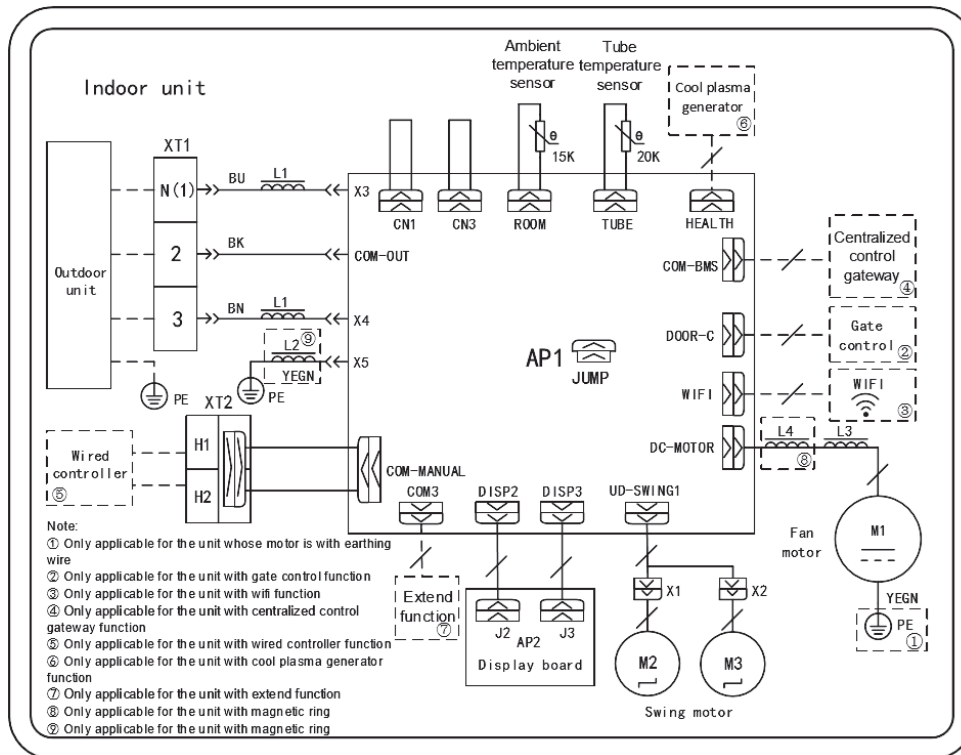 Indoor unit
Ambient
temperature
sensor
Tube
temperature
sensor
Cool plasma
generator
⑥
θ
15K
θ
20K
XT1
N(1)
2
3
BU
L1
X3
BK
COM-OUT
BN
L1
X4
L2
⑨
YEGN
X5
PE
PE
Outdoor
unit
CN1
CN3
ROOM
TUBE
HEALTH
COM-BMS
Centralized
control
gateway
④
DOOR-C
Gate
control
②
AP1
JUMP
WIFI
WIFI
③
DC-MOTOR
L4
⑧
L3
XT2
H1
H2
Wired
controller
⑤
COM-MANUAL
COM3
DISP2
DISP3
UD-SWING1
Extend
function
⑦
J2
J3
AP2
Display board
X1
X2
M2
M3
Swing motor
Fan
motor
M1
YEGN
PE
①
Note:
① Only applicable for the unit whose motor is with earthing
wire
② Only applicable for the unit with gate control function
③ Only applicable for the unit with wifi function
④ Only applicable for the unit with centralized control
gateway function
⑤ Only applicable for the unit with wired controller function
⑥ Only applicable for the unit with cool plasma generator
function
⑦ Only applicable for the unit with extend function
⑧ Only applicable for the unit with magnetic ring
⑨ Only applicable for the unit with magnetic ring